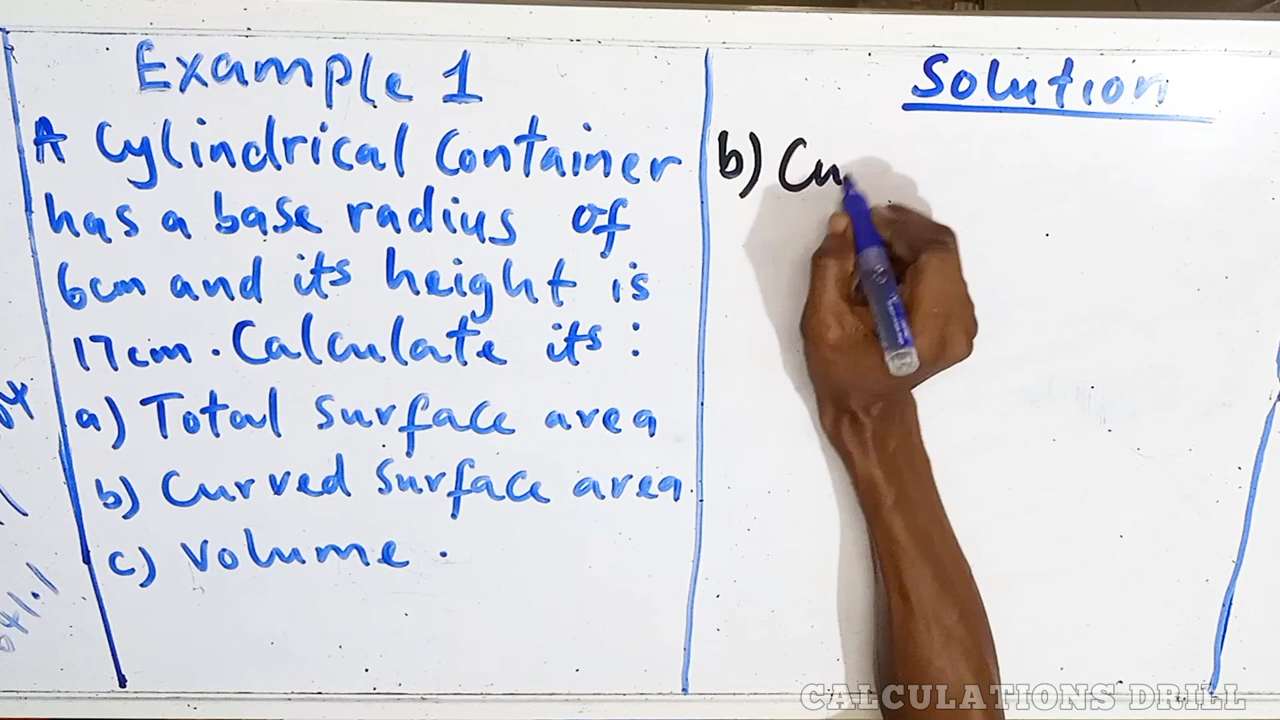 Example 1
A Cylindrical Container
has a base radius of
6cm and its height is
17cm. Calculate its :
a) Total surface area
b) Curved surface area
c) Volume.
Solution
b) Cu
CALCULATIONS DRILL